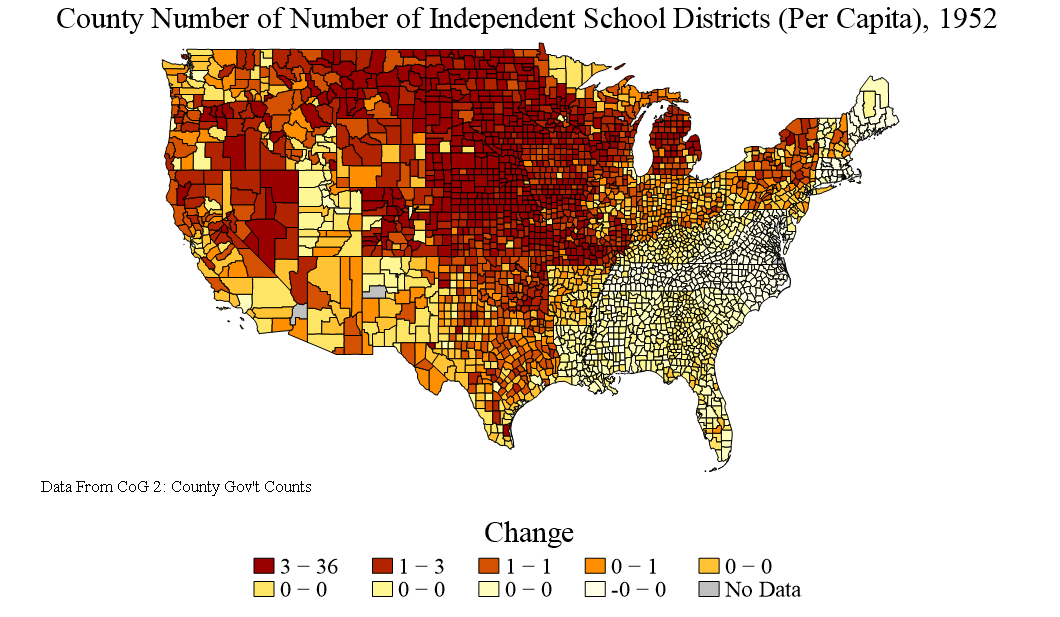 County Number of Number of Independent School Districts (Per Capita), 1952
Data From CoG 2: County Gov't Counts
Change
3 − 36 1 − 3 1 − 1 0 − 1 0 − 0
0 − 0 0 − 0 0 − 0 -0 − 0 No Data